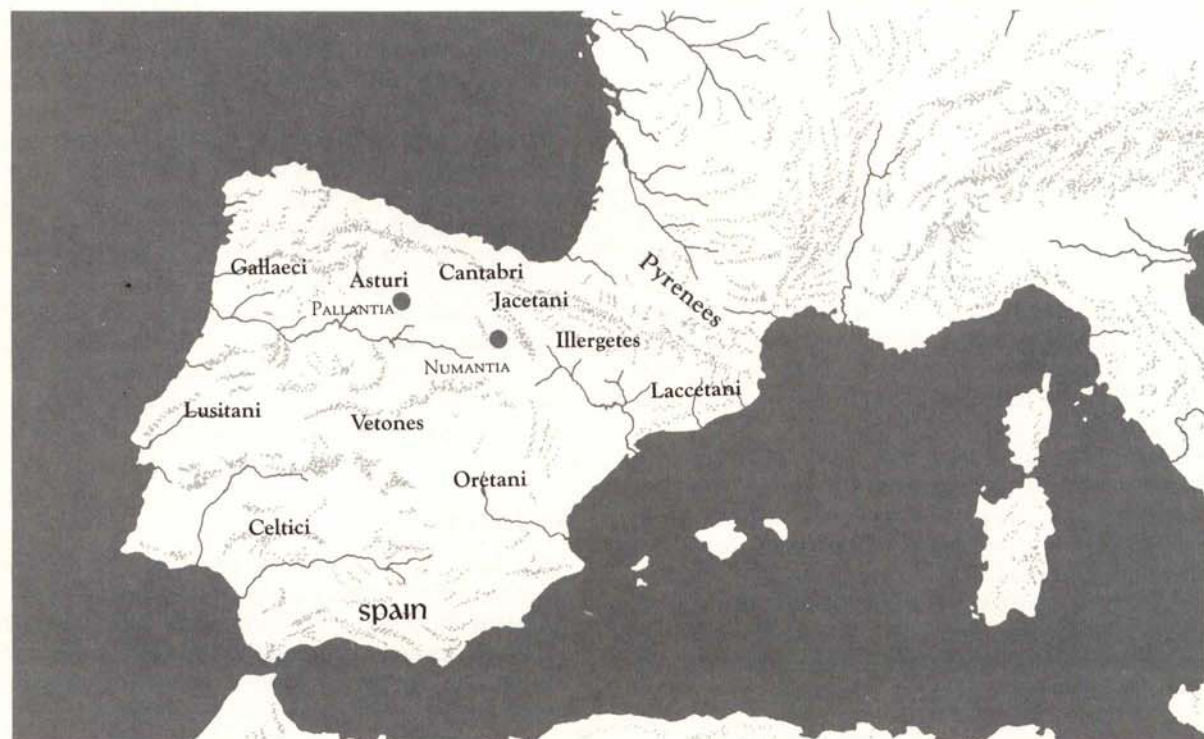 Gallaeci
Asturi
Cantabri
Pyrenees
Pallantia
Jacetani
Illergetes
Numantia
Laccetani
Lusitani
Vetones
Oretani
Celtici
spain